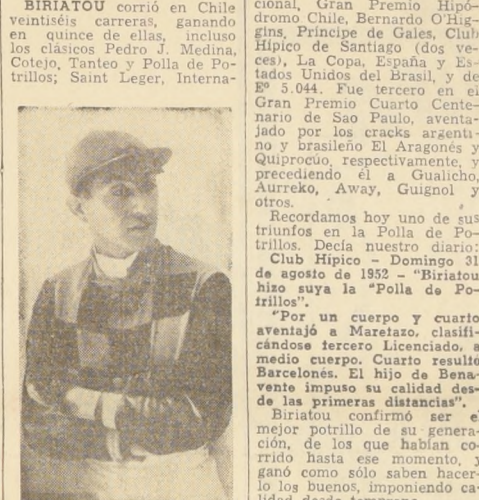 BIRIATOU corrió en Chile
veintiséis carreras, ganando
en quince de ellas, incluso
los clásicos Pedro J. Medina,
Cotejo, Tanteo y Polla de Po-
trillos; Saint Leger, Interna-
cional, Gran Premio Hipó-
dromo Chile, Bernardo O'Hig-
gins, Príncipe de Gales, Club
Hípico de Santiago (dos ve-
ces), La Copa, España y Es-
tados Unidos del Brasil, y de
Eº 5.044. Fue tercero en el
Gran Premio Cuarto Cente-
nario de Sao Paulo, aventa-
jado por los cracks argenti-
no y brasileño El Aragonés y
Quiprocúo, respectivamente, y
precediendo él a Gualicho,
Aurreko, Away, Guignol y
otros.
Recordamos hoy uno de sus
triunfos en la Polla de Po-
trillos. Decía nuestro diario:
Club Hípico - Domingo 31
de agosto de 1952 - "Biriatou
hizo suya la "Polla de Po-
trillos".
"Por un cuerpo y cuarto
aventajó a Maretazo, clasifi-
cándose tercero Licenciado, a
medio cuerpo. Cuarto resultó
Barcelonés. El hijo de Bena-
vente impuso su calidad des-
de las primeras distancias".
Biriatou confirmó ser el
mejor potrillo de su genera-
ción, de los que habían co-
rrido hasta ese momento, y
ganó como sólo saben hacer-
lo los buenos, imponiendo ca-
lidad desde